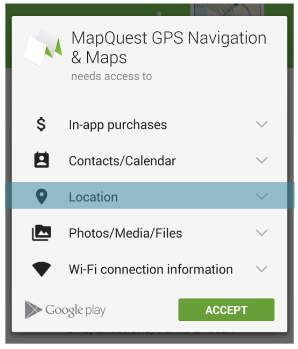 MapQuest GPS Navigation
& Maps
needs access to
$ In-app purchases
Contacts/Calendar
Location
Photos/Media/Files
Wi-Fi connection information
Google play
ACCEPT